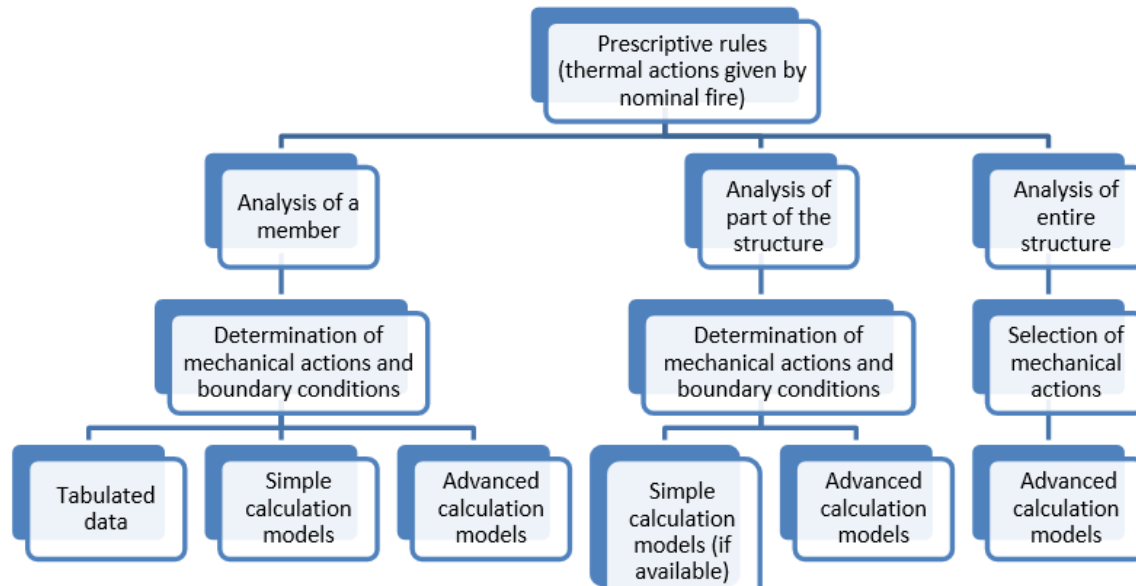 Prescriptive rules
(thermal actions given by
nominal fire)
Analysis of a
member
Analysis of
part of the
structure
Analysis of
entire
structure
Determination of
mechanical actions and
boundary conditions
Determination of
mechanical actions and
boundary conditions
Selection of
mechanical
actions
Tabulated
data
Simple
calculation
models
Advanced
calculation
models
Simple
calculation
models (if
available)
Advanced
calculation
models
Advanced
calculation
models